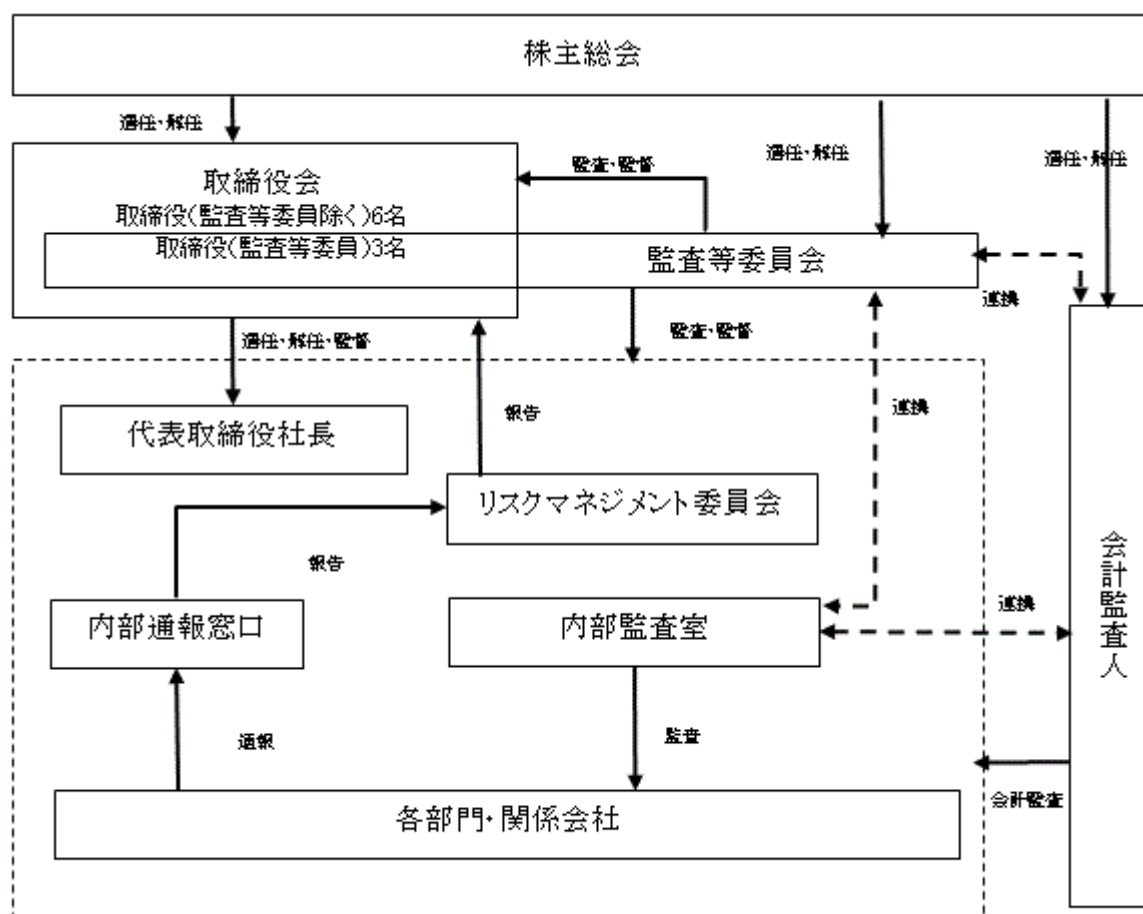 株主総会
選任・解任
選任・解任
選任・解任
取締役会
取締役(監査等委員除く)6名
取締役(監査等委員)3名
監査・監督
監査等委員会
連携
選任・解任・監督
監査・監督
代表取締役社長
報告
連携
リスクマネジメント委員会
報告
内部通報窓口
内部監査室
連携
会計監査人
通報
監査
会計監査
各部門・関係会社